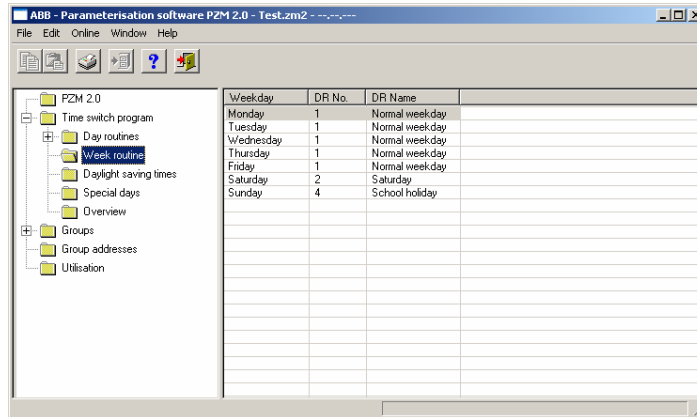 ABB - Parameterisation software PZM 2.0 - Test.zm2 - --.--.----
File Edit Online Window Help
PZM 2.0
Time switch program
Day routines
Week routine
Daylight saving times
Special days
Overview
Groups
Group addresses
Utilisation
Weekday DR No. DR Name
Monday 1 Normal weekday
Tuesday 1 Normal weekday
Wednesday 1 Normal weekday
Thursday 1 Normal weekday
Friday 1 Normal weekday
Saturday 2 Saturday
Sunday 4 School holiday